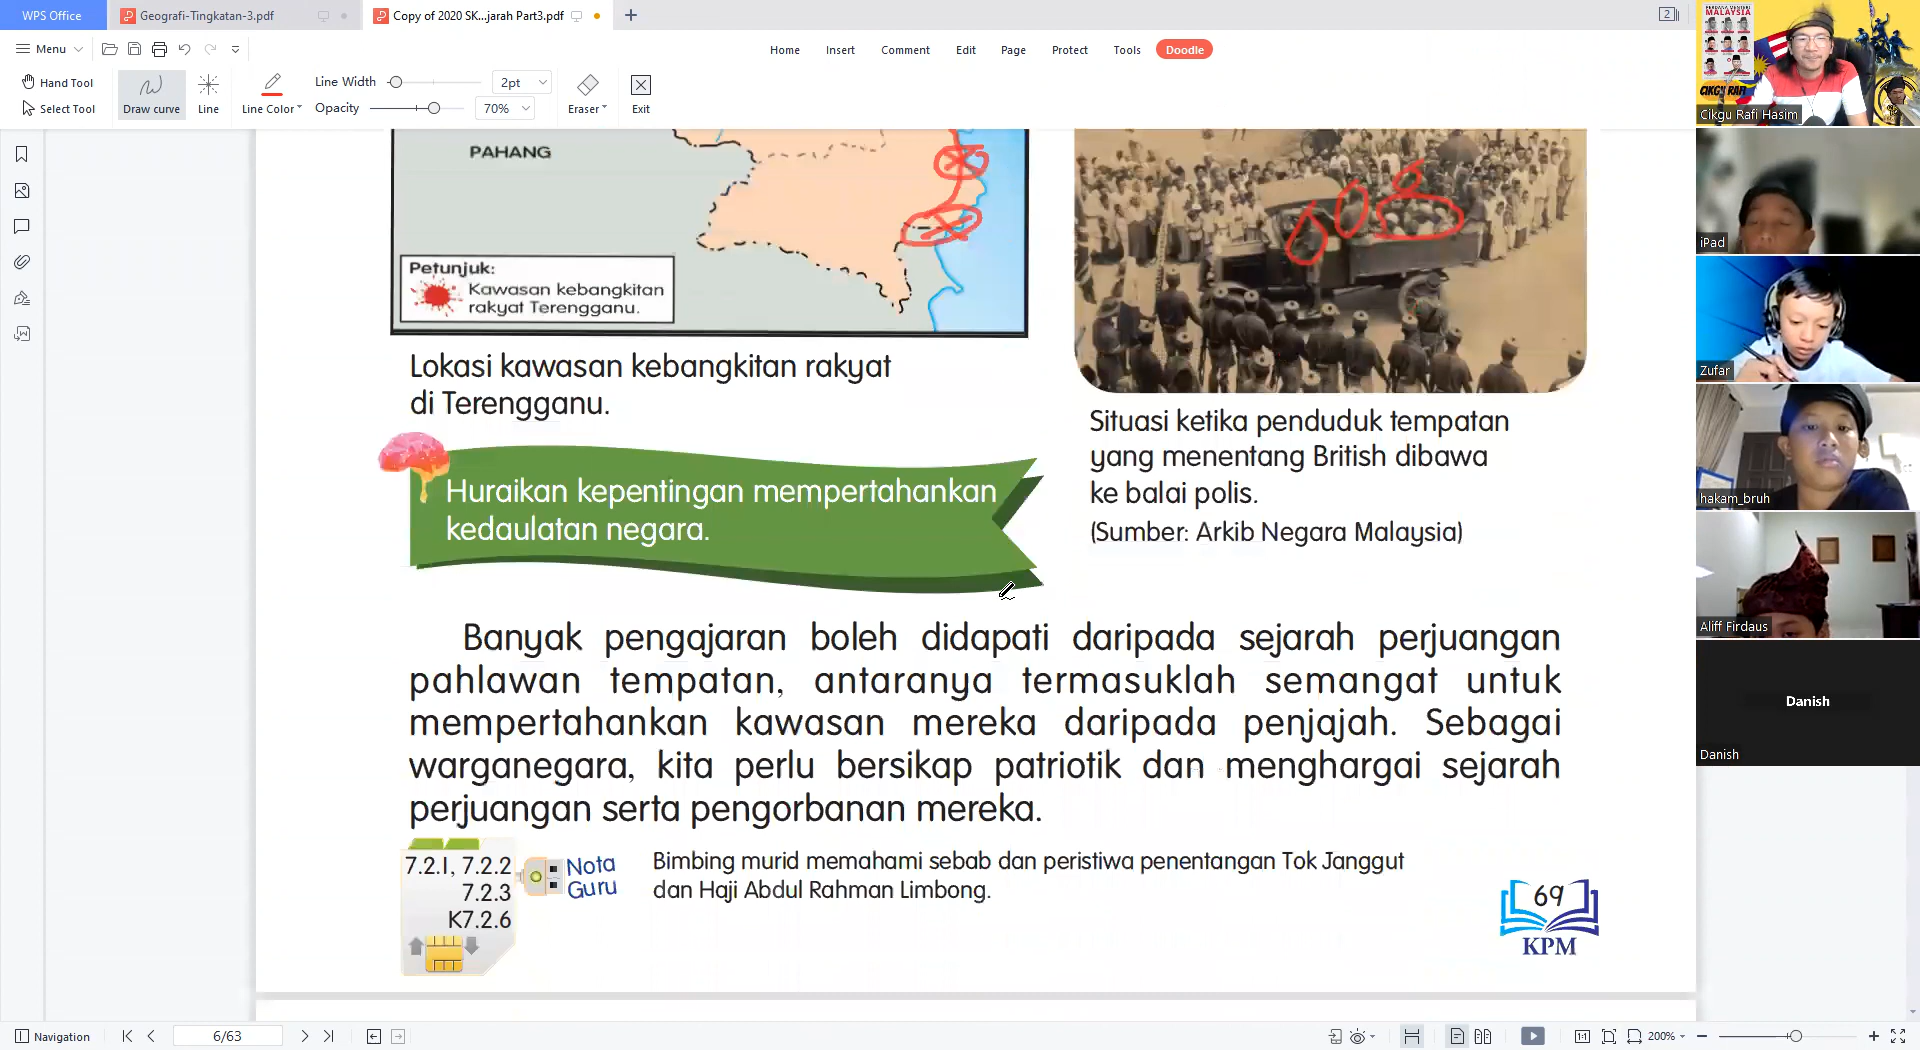 WPS Office
Geografi-Tingkatan-3.pdf
Copy of 2020 SK...jarah Part3.pdf
2
Menu
Home
Insert
Comment
Edit
Page
Protect
Tools
Doodle
Hand Tool
Select Tool
Draw curve
Line
Line Color
Line Width
2pt
Opacity
70%
Eraser
Exit
PAHANG
Petunjuk:
Kawasan kebangkitan
rakyat Terengganu.
Lokasi kawasan kebangkitan rakyat
di Terengganu.
Situasi ketika penduduk tempatan
yang menentang British dibawa
ke balai polis.
(Sumber: Arkib Negara Malaysia)
Huraikan kepentingan mempertahankan
kedaulatan negara.
Banyak pengajaran boleh didapati daripada sejarah perjuangan
pahlawan tempatan, antaranya termasuklah semangat untuk
mempertahankan kawasan mereka daripada penjajah. Sebagai
warganegara, kita perlu bersikap patriotik dan menghargai sejarah
perjuangan serta pengorbanan mereka.
7.2.1, 7.2.2
7.2.3
K7.2.6
Nota
Guru
Bimbing murid memahami sebab dan peristiwa penentangan Tok Janggut
dan Haji Abdul Rahman Limbong.
69
KPM
MALAYSIA
CIKGU RAFI
Cikgu Rafi Hasim
iPad
Zufar
hakam_bruh
Aliff Firdaus
Danish
Danish
Navigation
6/63
1:1
200%